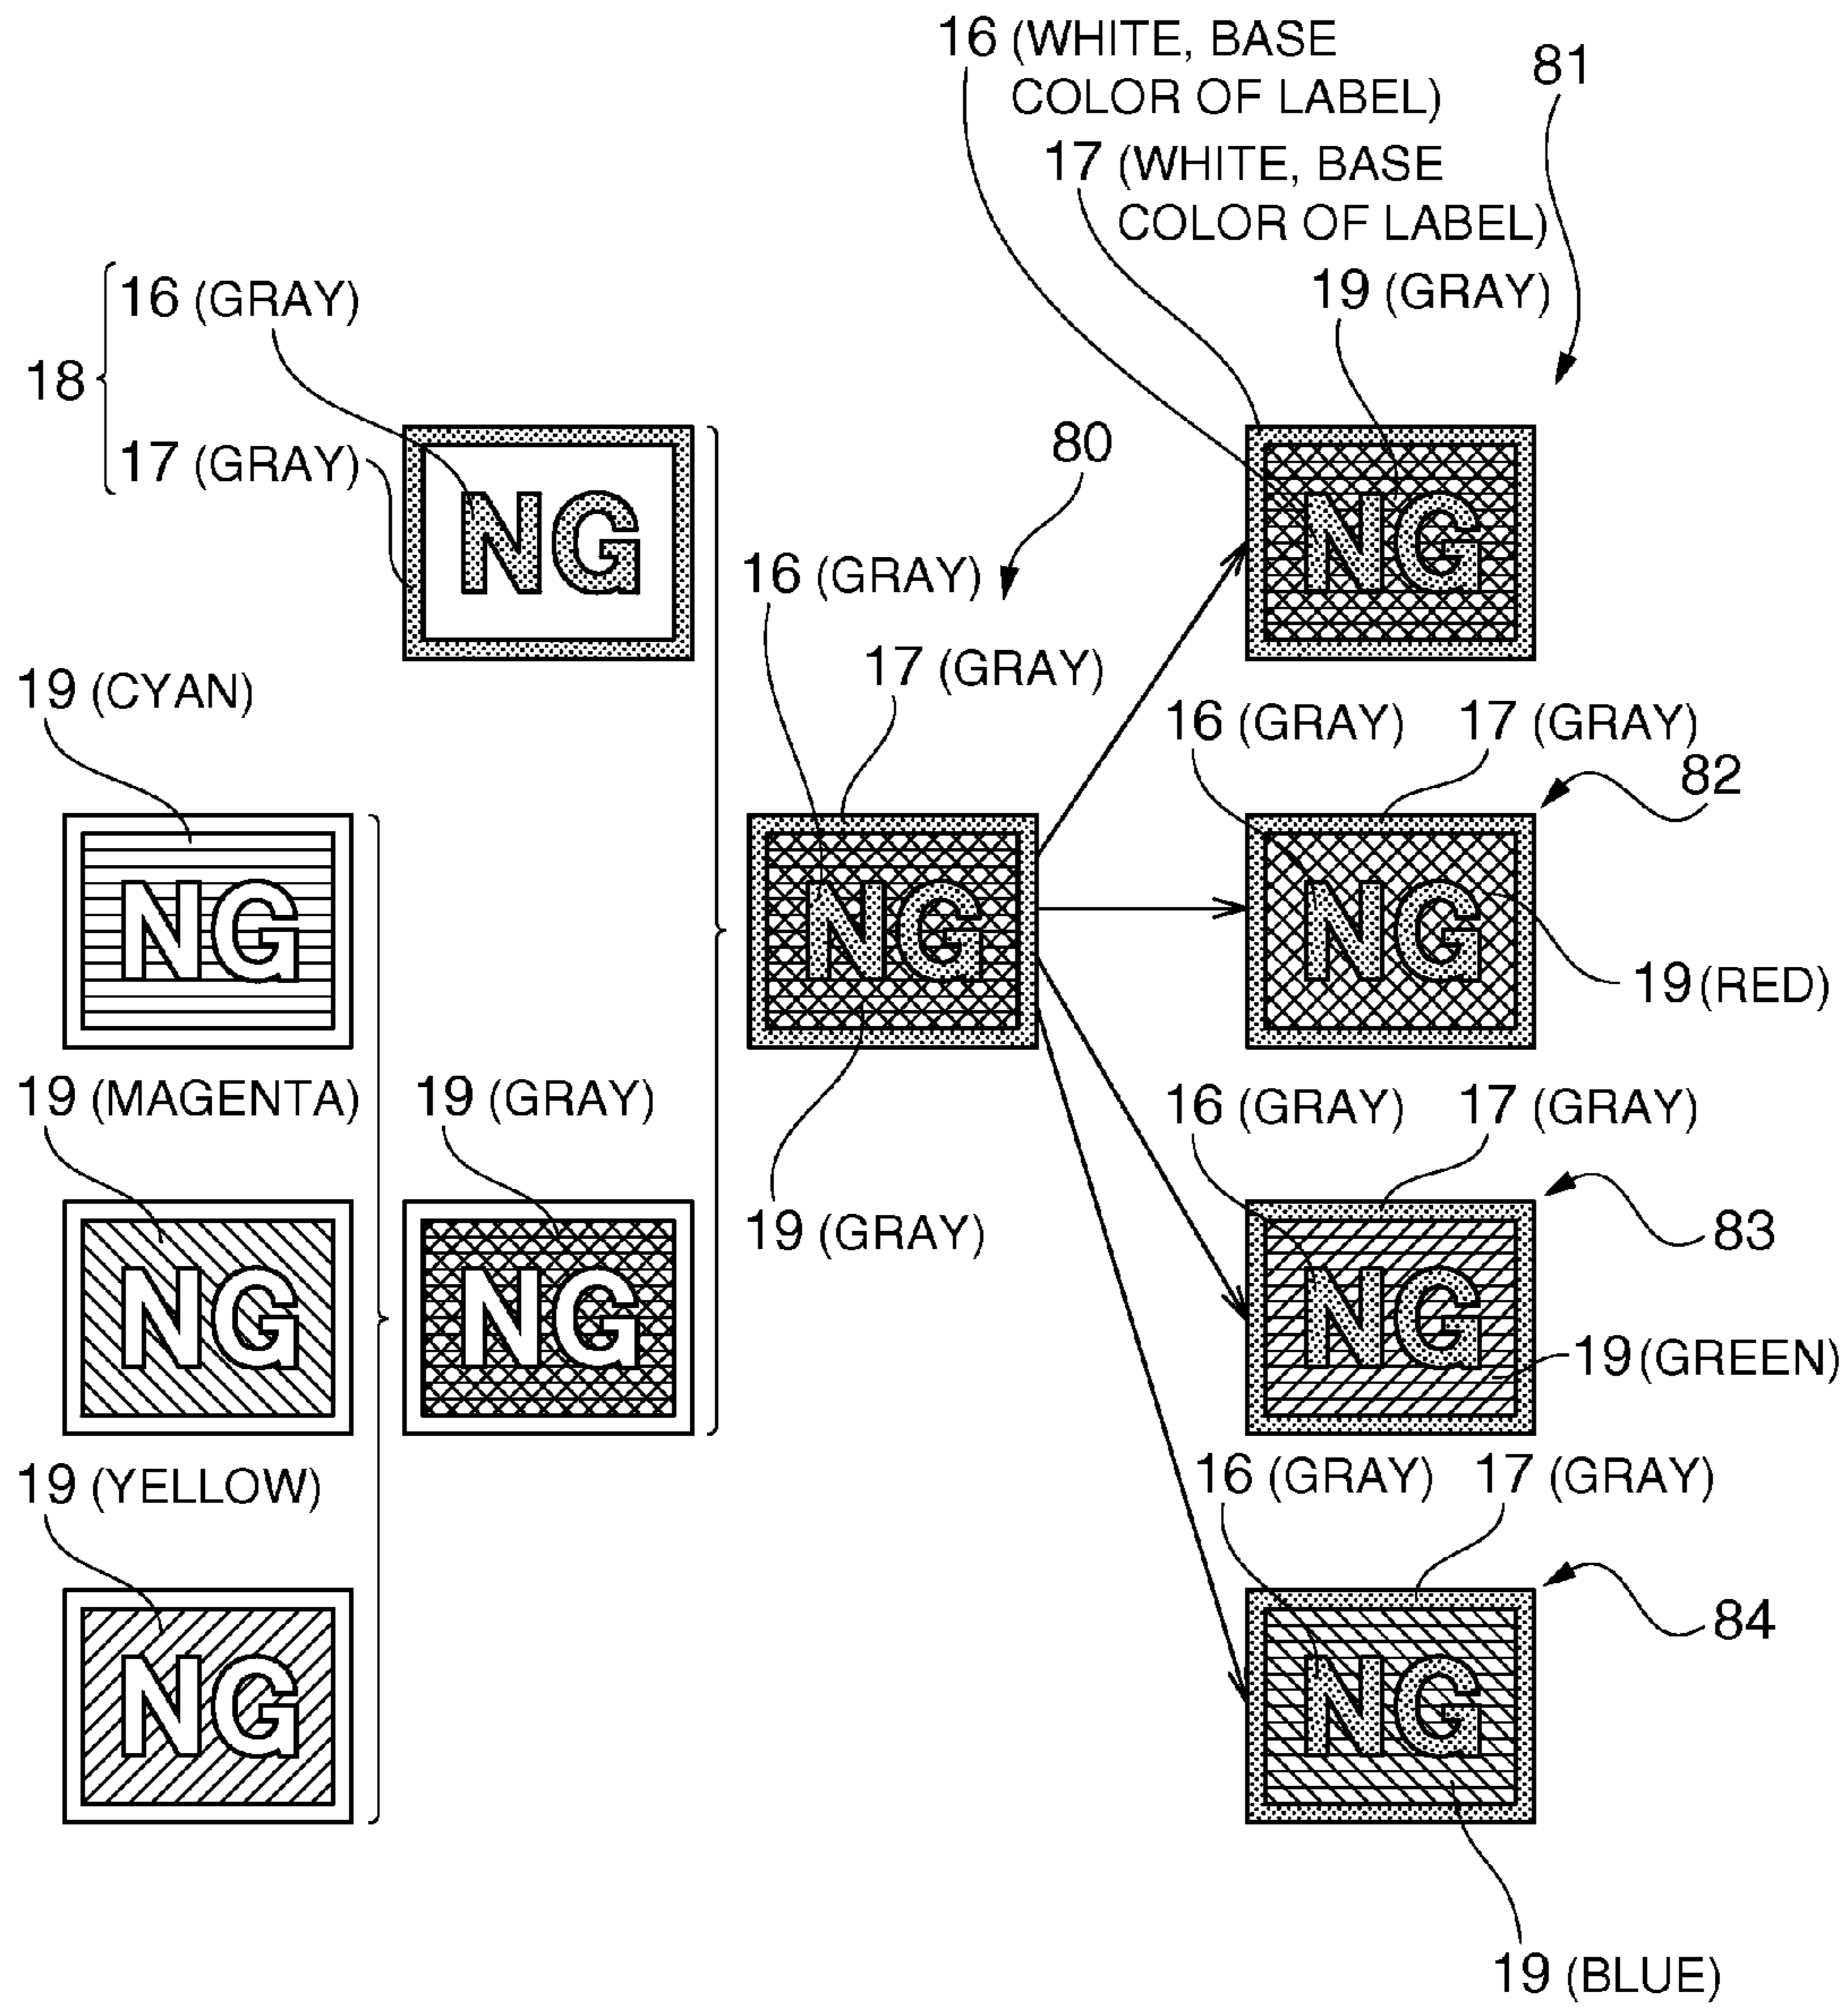 16 (WHITE, BASE
COLOR OF LABEL)
81
17 (WHITE, BASE
COLOR OF LABEL)
19 (GRAY)
16 (GRAY)
18
17 (GRAY)
NG
80
NG
16 (GRAY)
17 (GRAY)
19 (CYAN)
16 (GRAY)
17 (GRAY)
82
NG
NG
NG
19 (RED)
19 (MAGENTA)
19 (GRAY)
16 (GRAY)
17 (GRAY)
19 (GRAY)
83
NG
NG
NG
19 (GREEN)
19 (YELLOW)
16 (GRAY)
17 (GRAY)
84
NG
NG
19 (BLUE)